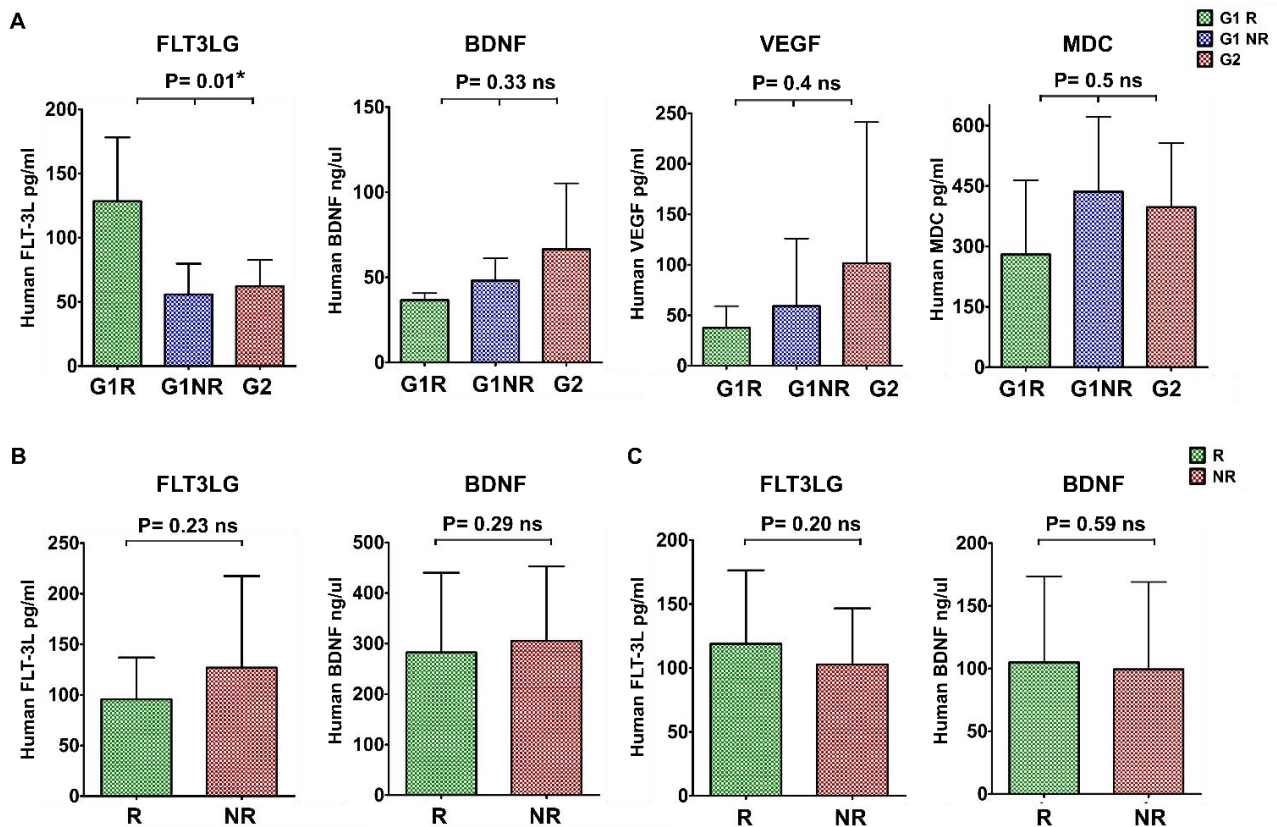 A
G1 R
G1 NR
G2
FLT3LG
BDNF
VEGF
MDC
P= 0.01*
P= 0.33 ns
P= 0.4 ns
P= 0.5 ns
Human FLT-3L pg/ml
200
150
100
50
0
G1R
G1NR
G2
Human BDNF ng/ul
150
100
50
0
G1R
G1NR
G2
Human VEGF pg/ml
250
200
150
100
50
0
G1R
G1NR
G2
Human MDC pg/ml
600
450
300
150
0
G1R
G1NR
G2
B
FLT3LG
BDNF
P= 0.23 ns
P= 0.29 ns
Human FLT-3L pg/ml
250
200
150
100
50
0
R
NR
Human BDNF ng/ul
500
400
300
200
100
0
R
NR
C
R
NR
FLT3LG
BDNF
P= 0.20 ns
P= 0.59 ns
Human FLT-3L pg/ml
200
150
100
50
0
R
NR
Human BDNF ng/ul
200
150
100
50
0
R
NR